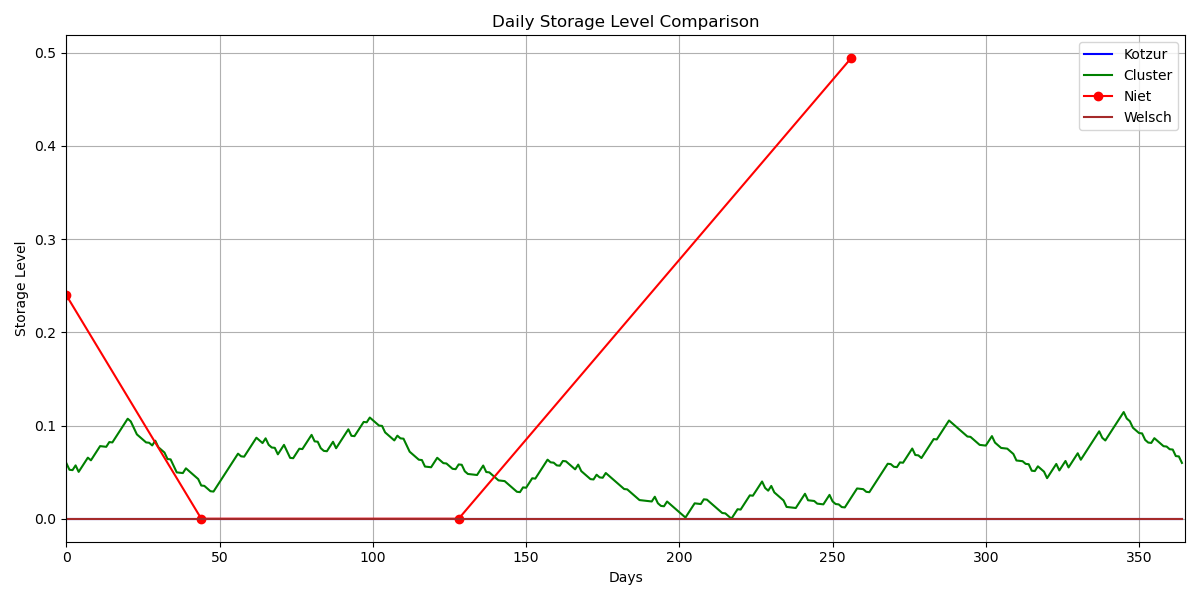 Daily Storage Level Comparison
Storage Level
0.5
0.4
0.3
0.2
0.1
0.0
Kotzur
Cluster
Niet
Welsch
0 50 100 150 200 250 300 350
Days